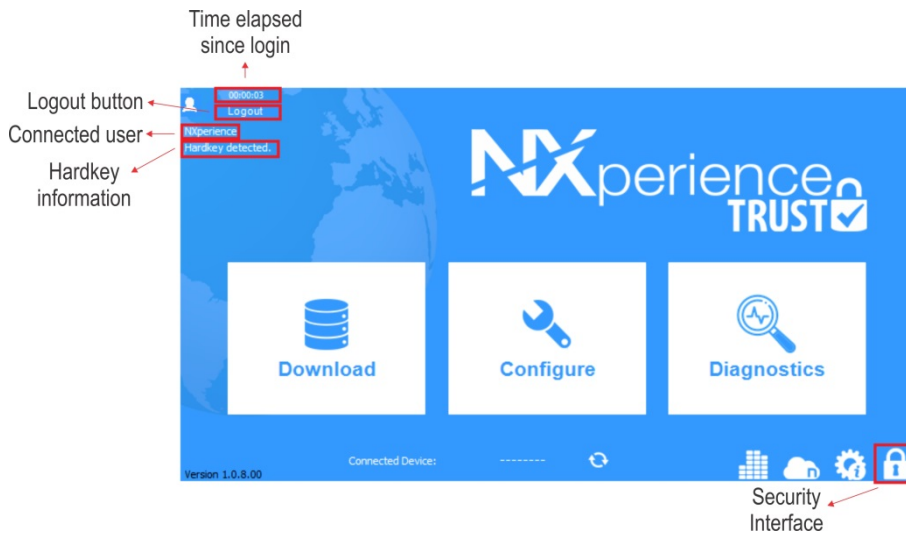 Time elapsed
since login
00:00:03
Logout button
Logout
Connected user
NXperience
Hardkey detected.
Hardkey
information
NXperience
TRUST
Download
Configure
Diagnostics
Connected Device:
--------
n
i
Version 1.0.8.00
Security
Interface